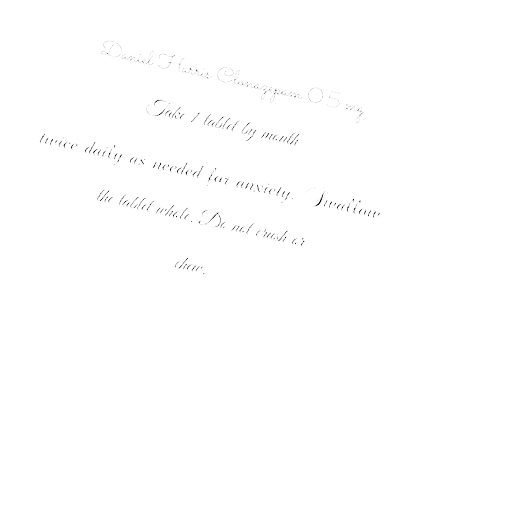 Daniel Harris Clonazepam 0.5 mg
Take 1 tablet by mouth
twice daily as needed for anxiety. Swallow
the tablet whole. Do not crush or
chew.